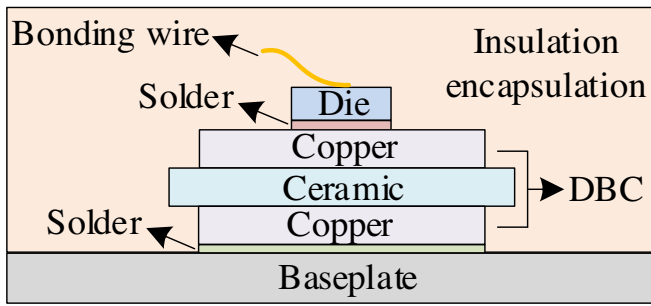 Bonding wire
Insulation
encapsulation
Solder
Die
Copper
Ceramic
DBC
Copper
Solder
Baseplate